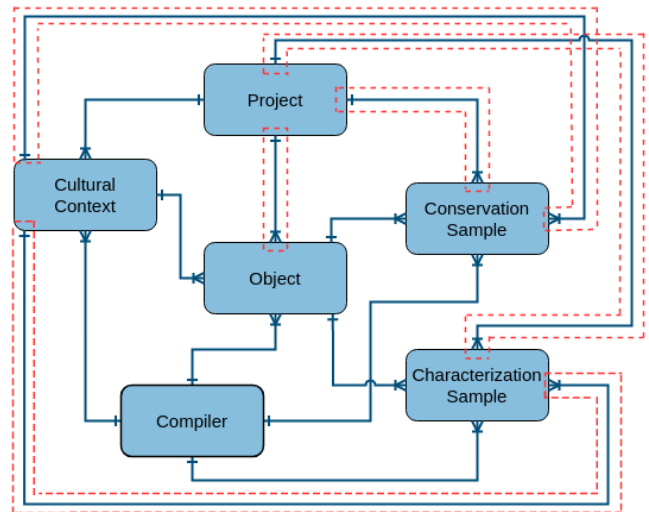 Project
Cultural
Context
Conservation
Sample
Object
Characterization
Sample
Compiler